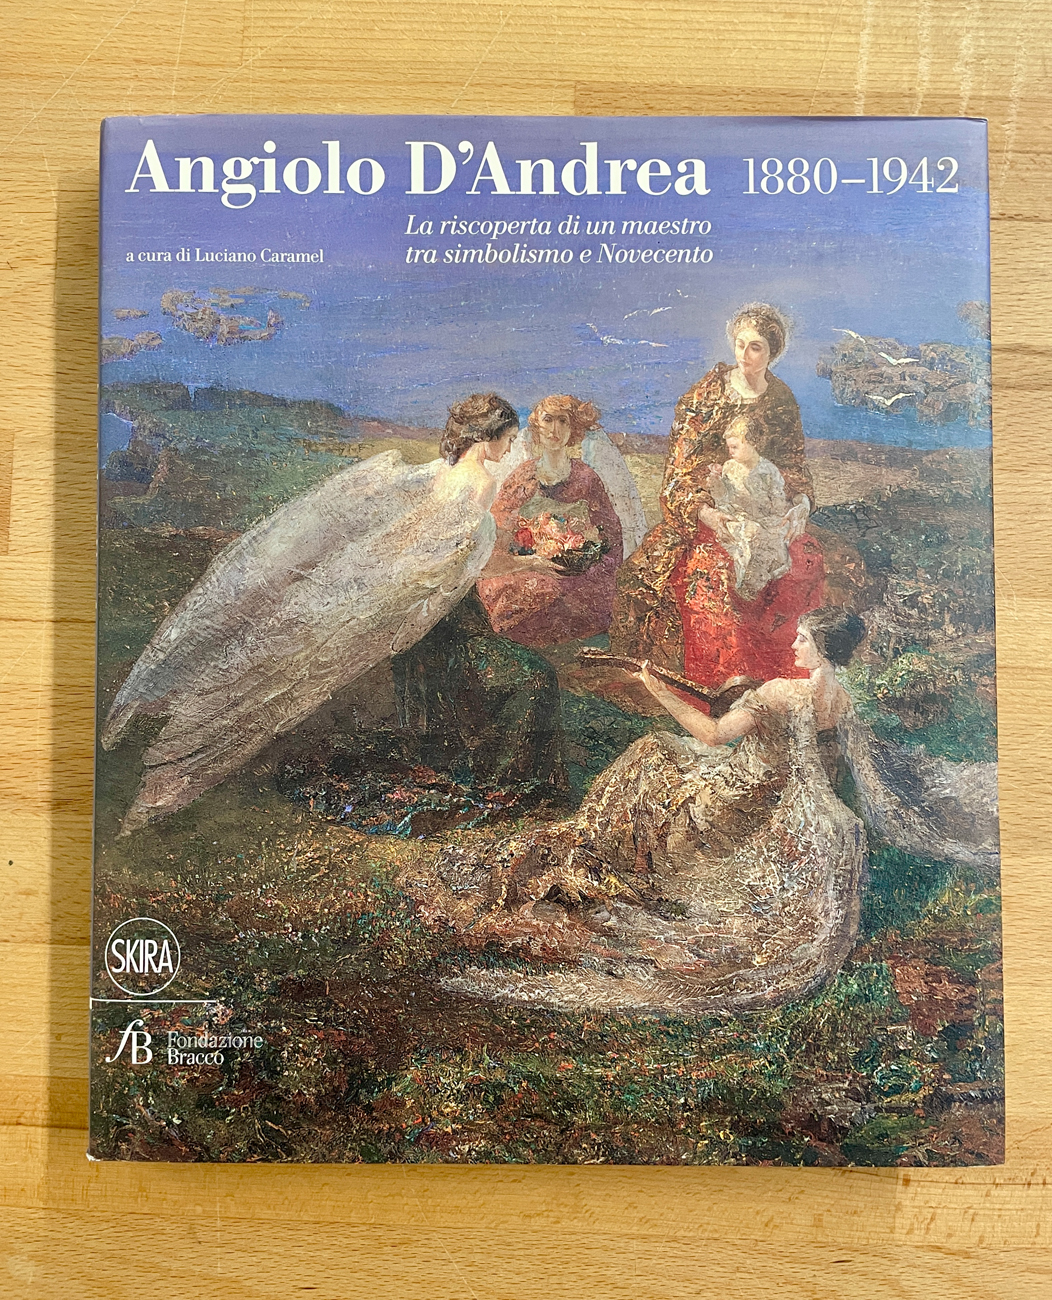 Angiolo D’Andrea 1880–1942
La riscoperta di un maestro
tra simbolismo e Novecento
a cura di Luciano Caramel
SKIRA
fB Fondazione
Bracco